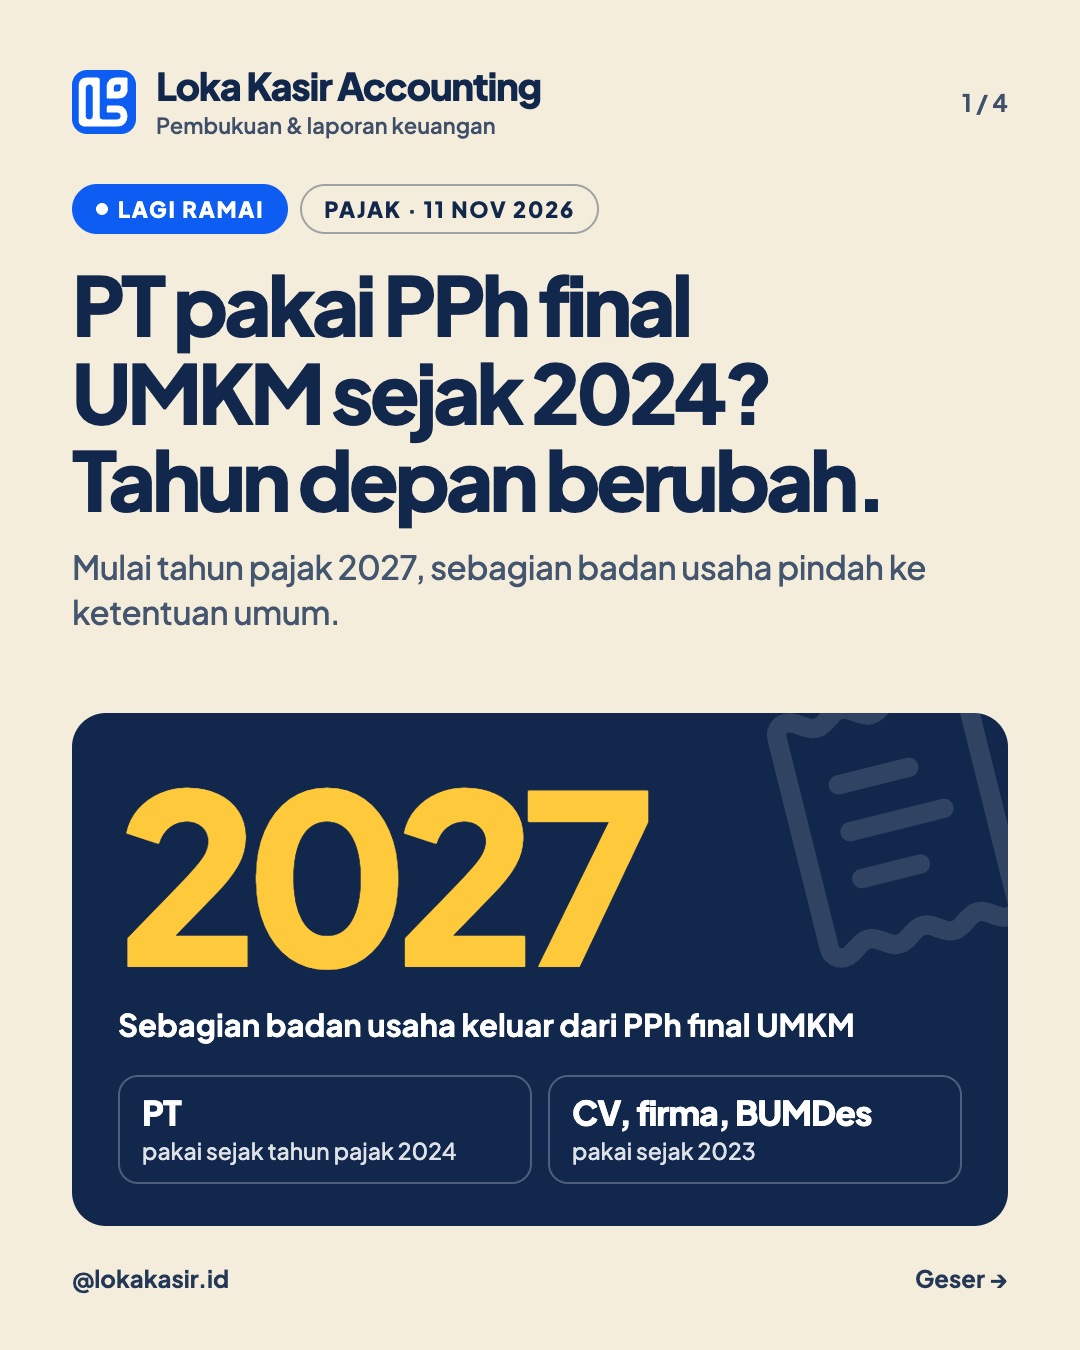 Loka Kasir Accounting
Pembukuan & laporan keuangan
1 / 4
LAGI RAMAI
PAJAK · 11 NOV 2026
PT pakai PPh final
UMKM sejak 2024?
Tahun depan berubah.
Mulai tahun pajak 2027, sebagian badan usaha pindah ke
ketentuan umum.
2027
Sebagian badan usaha keluar dari PPh final UMKM
PT
pakai sejak tahun pajak 2024
CV, firma, BUMDes
pakai sejak 2023
@lokakasir.id
Geser →